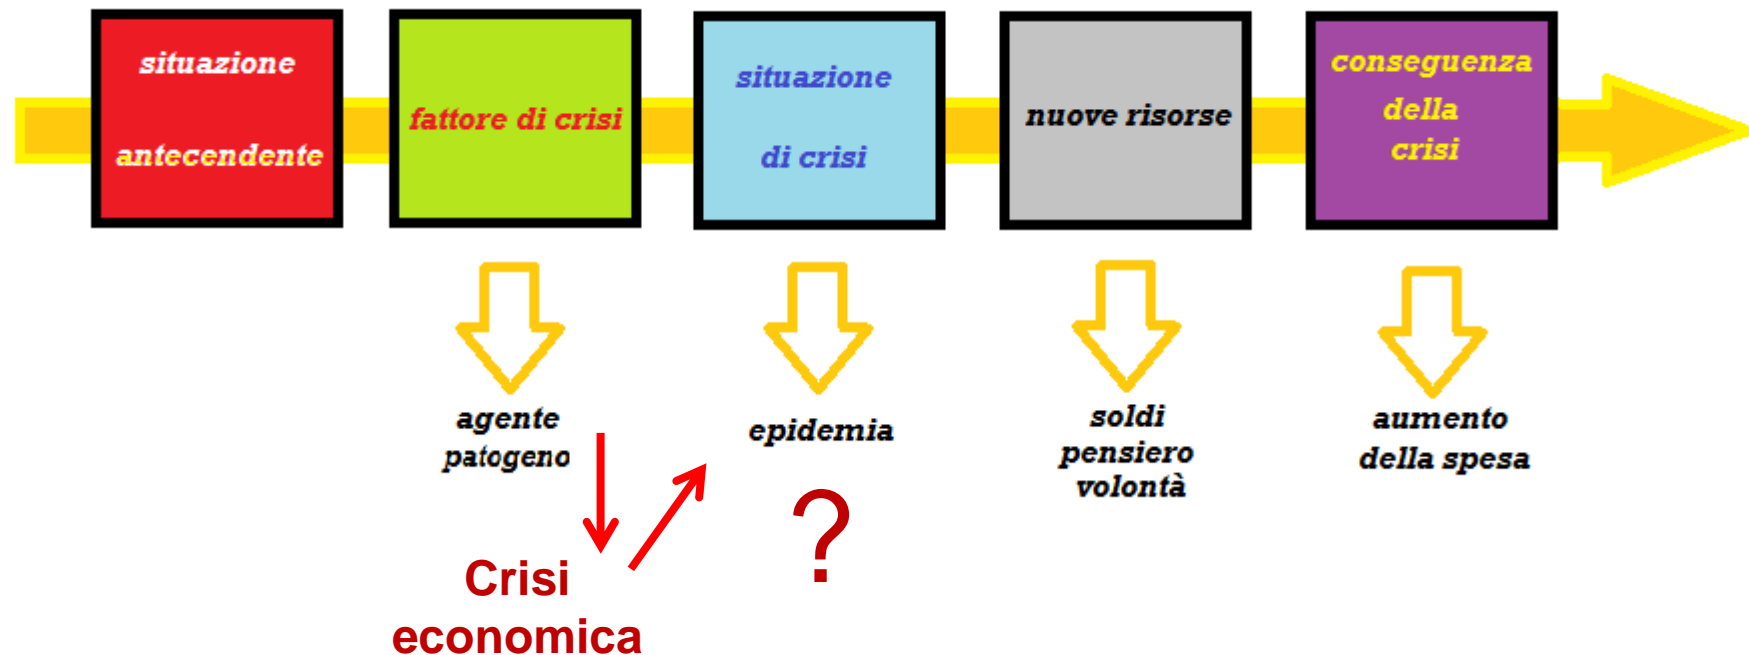 situazione
antecendente
fattore di crisi
situazione
di crisi
nuove risorse
conseguenza
della
crisi
agente
patogeno
epidemia
soldi
pensiero
volontà
aumento
della spesa
?
Crisi
economica